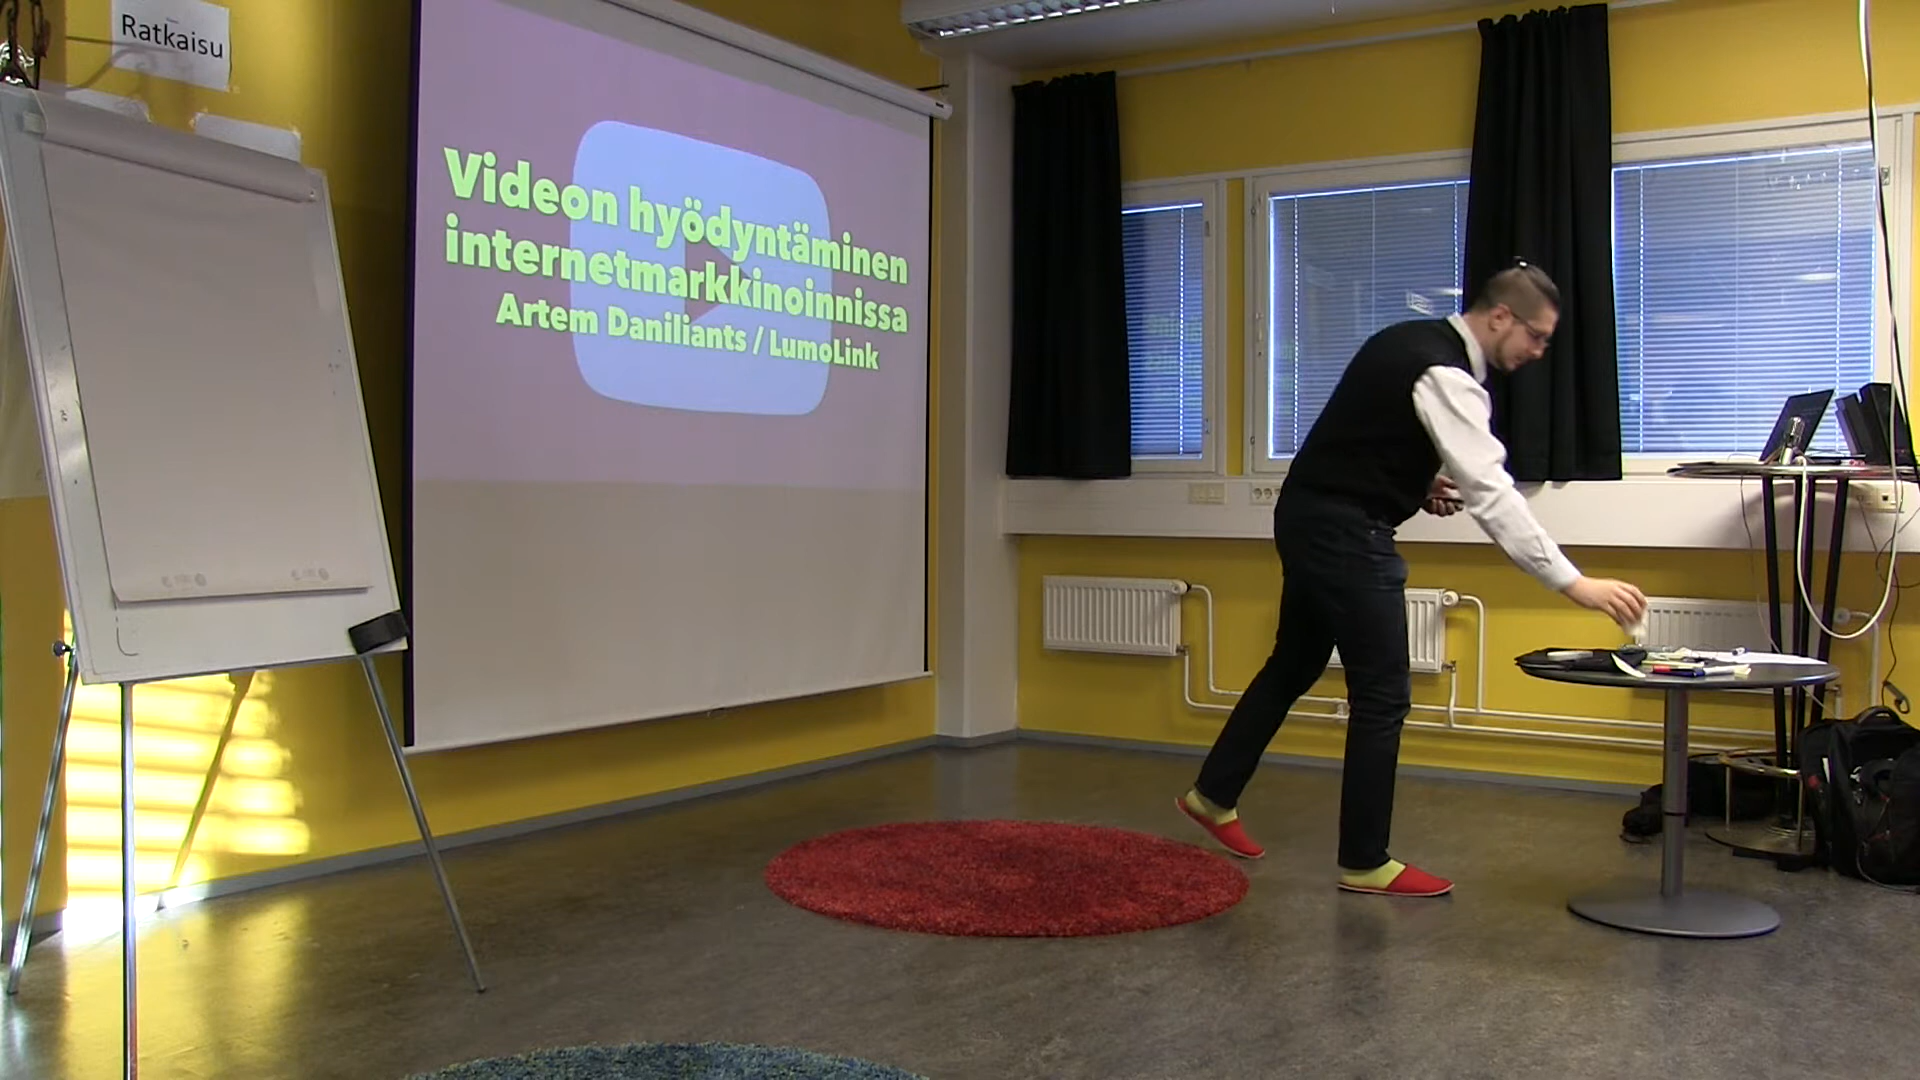 Ratkaisu
Videon hyödyntäminen
internetmarkkinoinnissa
Artem Daniliants / LumoLink